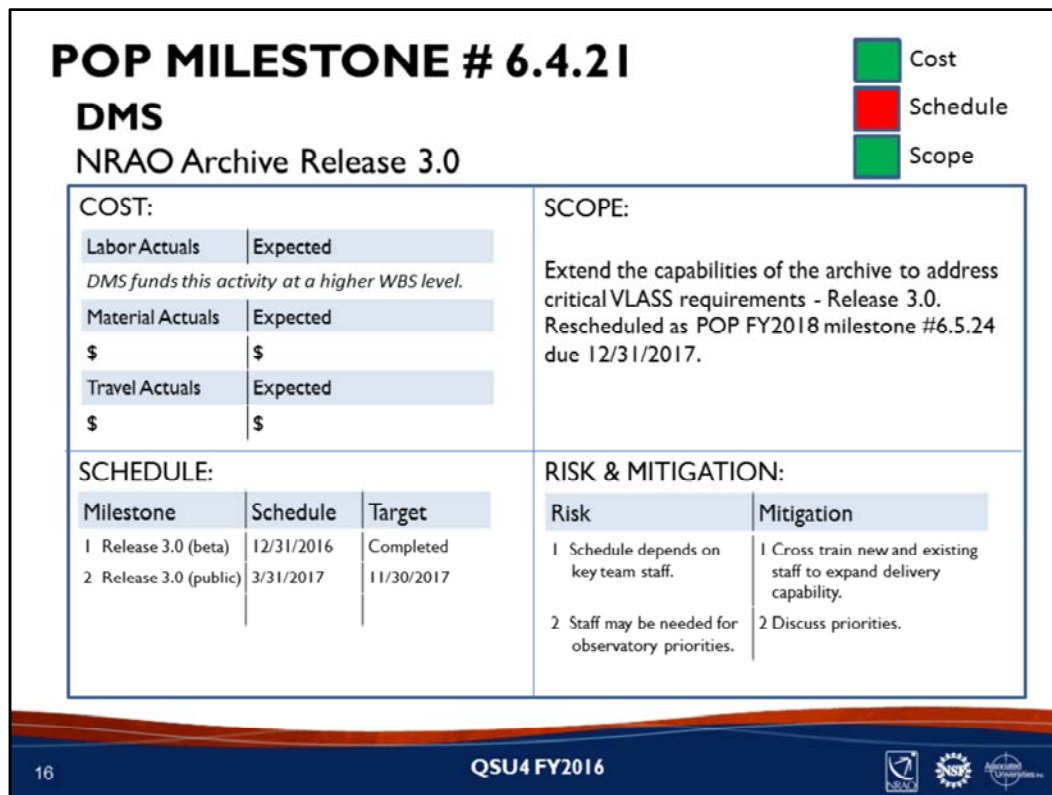 POP MILESTONE # 6.4.21
DMS
NRAO Archive Release 3.0
Cost
Schedule
Scope
COST:
Labor Actuals Expected
DMS funds this activity at a higher WBS level.
Material Actuals Expected
$ $
Travel Actuals Expected
$ $
SCOPE:
Extend the capabilities of the archive to address
critical VLASS requirements - Release 3.0.
Rescheduled as POP FY2018 milestone #6.5.24
due 12/31/2017.
SCHEDULE:
Milestone Schedule Target
1 Release 3.0 (beta) 12/31/2016 Completed
2 Release 3.0 (public) 3/31/2017 11/30/2017
RISK & MITIGATION:
Risk Mitigation
1 Schedule depends on
key team staff.
1 Cross train new and existing
staff to expand delivery
capability.
2 Staff may be needed for
observatory priorities.
2 Discuss priorities.
16
QSU4 FY2016
NRAO
NSF
Associated
Universities Inc